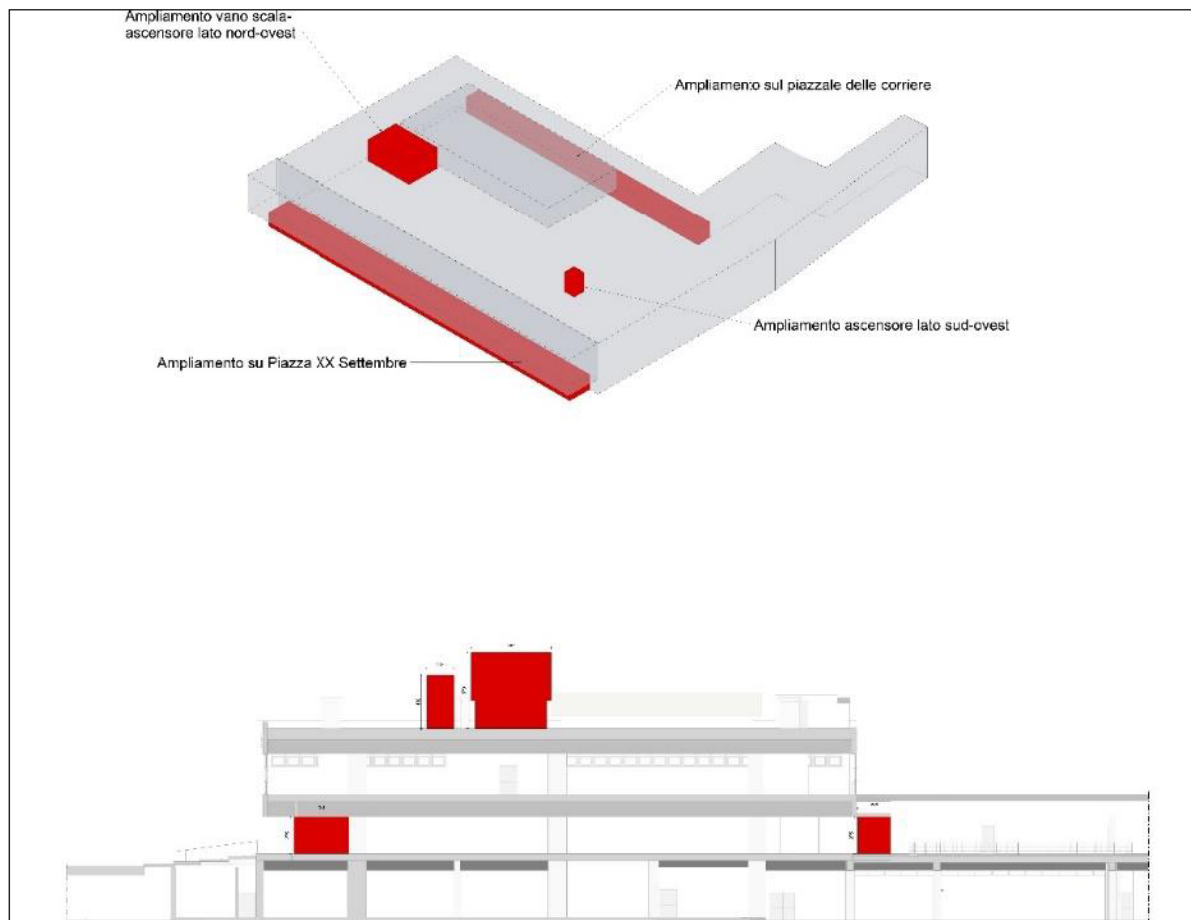 Ampliamento vano scala-
ascensore lato nord-ovest
Ampliamento sul piazzale delle corriere
Ampliamento ascensore lato sud-ovest
Ampliamento su Piazza XX Settembre